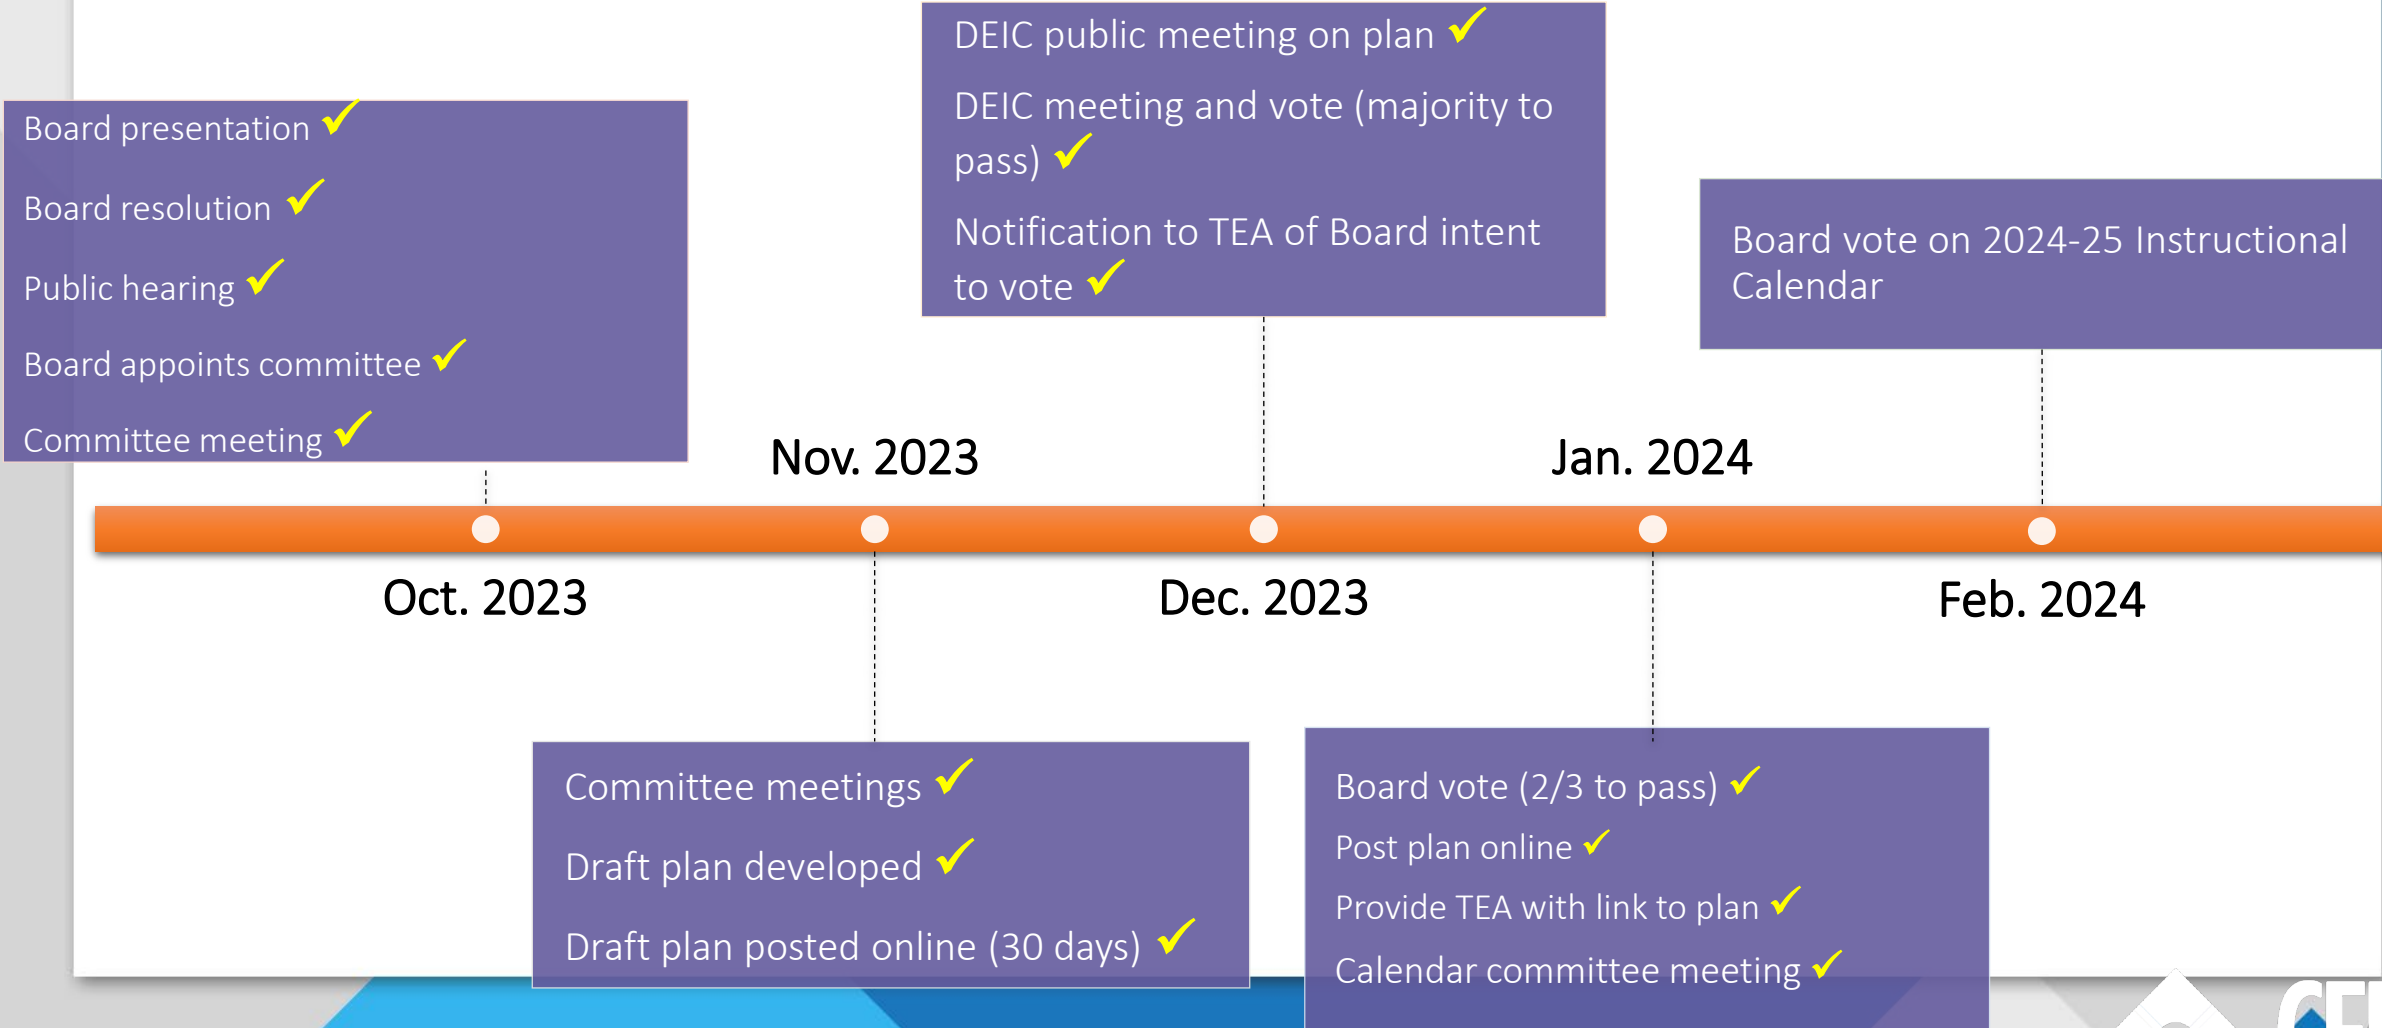 Board presentation ✓
Board resolution ✓
Public hearing ✓
Board appoints committee ✓
Committee meeting ✓
Oct. 2023
Nov. 2023
Committee meetings ✓
Draft plan developed ✓
Draft plan posted online (30 days) ✓
DEIC public meeting on plan ✓
DEIC meeting and vote (majority to
pass) ✓
Notification to TEA of Board intent
to vote ✓
Dec. 2023
Jan. 2024
Board vote (2/3 to pass) ✓
Post plan online ✓
Provide TEA with link to plan ✓
Calendar committee meeting ✓
Board vote on 2024-25 Instructional
Calendar
Feb. 2024